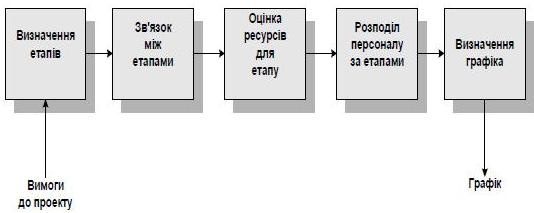 Визначення
етапів
Зв'язок
між
етапами
Оцінка
ресурсів
для
етапу
Розподіл
персоналу
за етапами
Визначення
графіка
Вимоги
до проекту
Графік